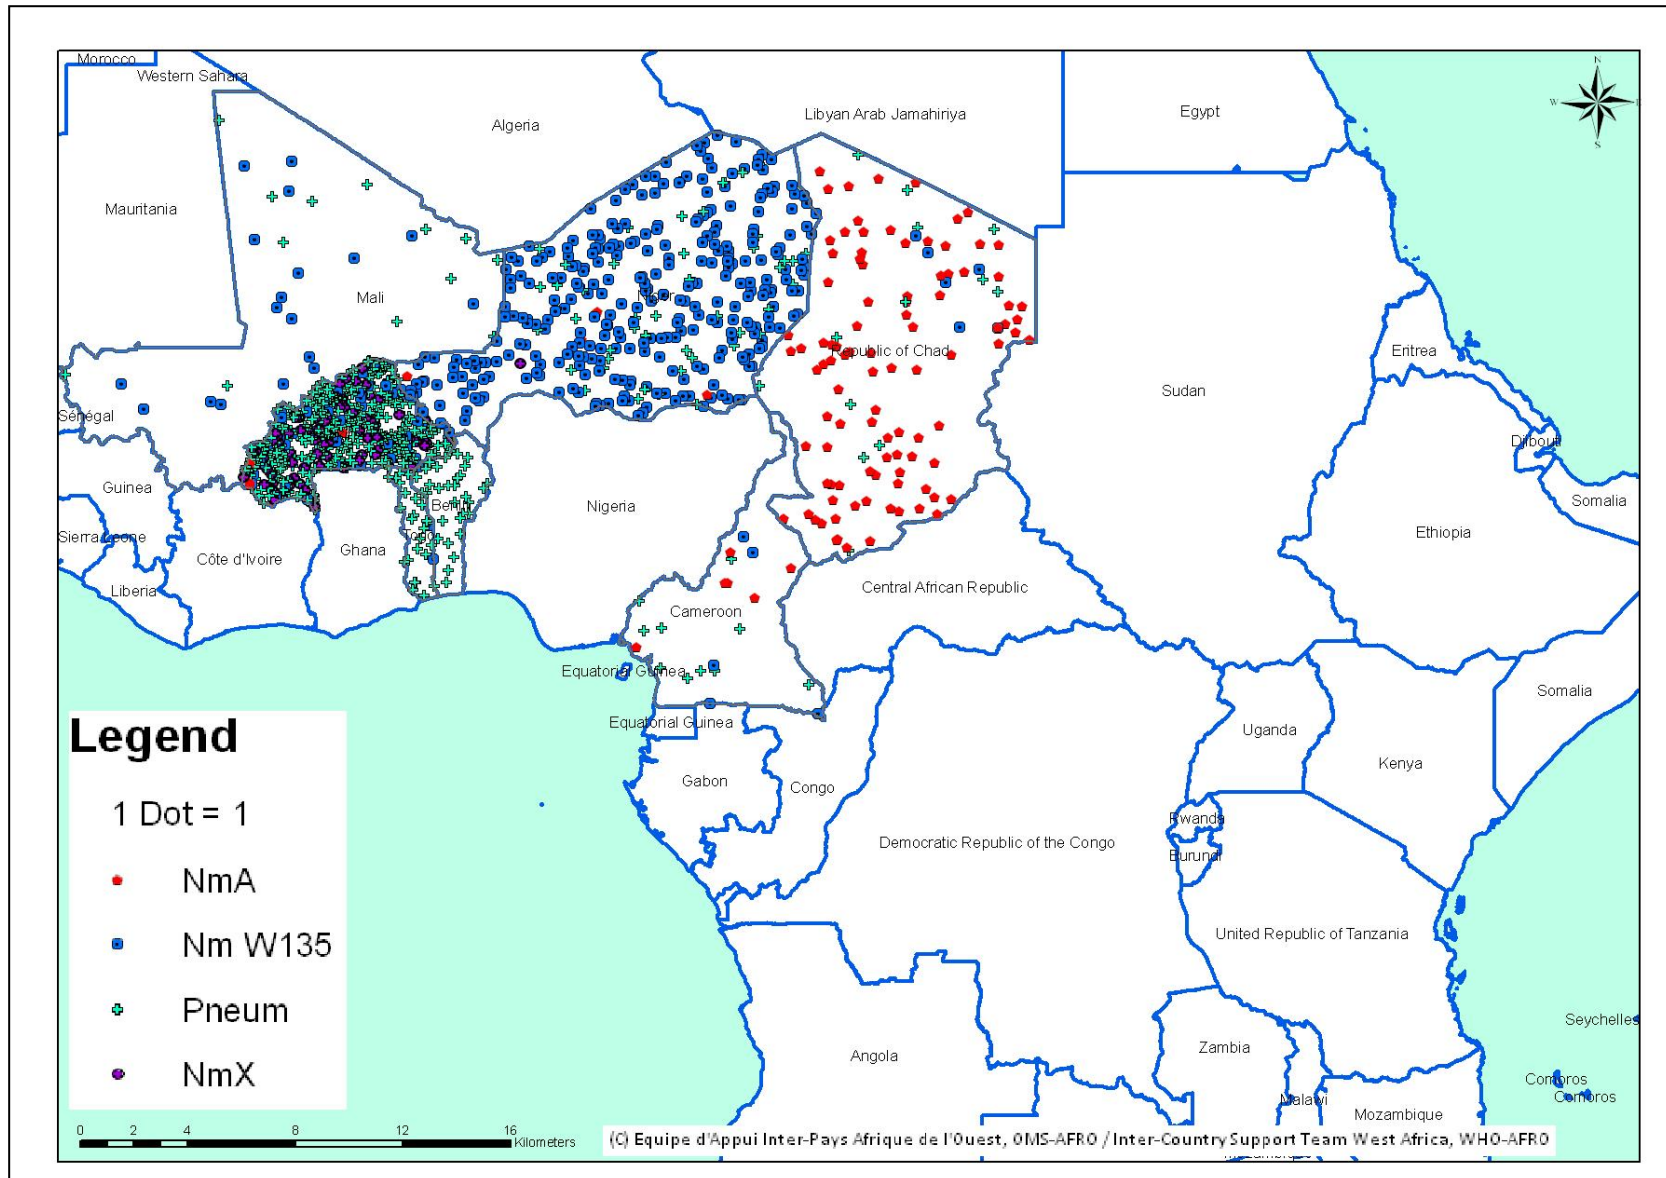 Morocco
Western Sahara
Algeria
Libyan Arab Jamahiriya
Egypt
N
W
E
S
Mauritania
Mali
Niger
Republic of Chad
Sudan
Eritrea
Sénégal
Djibouti
Guinea
Benin
Nigeria
Somalia
Sierra Leone
Côte d'Ivoire
Ghana
Togo
Ethiopia
Liberia
Cameroon
Central African Republic
Equatorial Guinea
Somalia
Equatorial Guinea
Uganda
Kenya
Gabon
Congo
Rwanda
Democratic Republic of the Congo
Burundi
United Republic of Tanzania
Seychelles
Angola
Zambia
Comoros
Comoros
Malawi
Mozambique
Legend
1 Dot = 1
NmA
Nm W135
Pneum
NmX
0 2 4 8 12 16
Kilometers
(C) Equipe d'Appui Inter-Pays Afrique de l'Ouest, OMS-AFRO / Inter-Country Support Team West Africa, WHO-AFRO